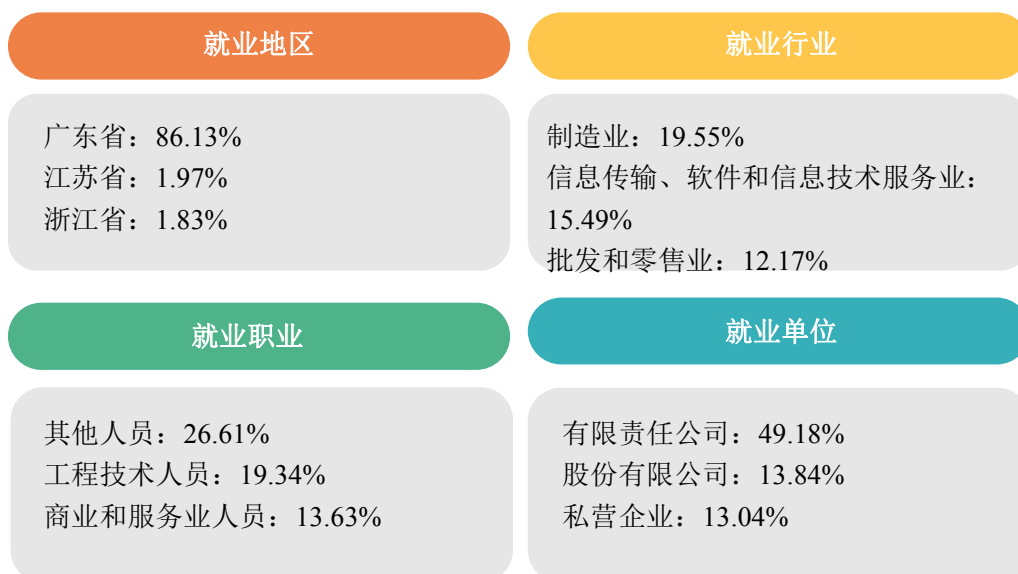 就业地区
广东省：86.13%
江苏省：1.97%
浙江省：1.83%
就业行业
制造业：19.55%
信息传输、软件和信息技术服务业：
15.49%
批发和零售业：12.17%
就业职业
其他人员：26.61%
工程技术人员：19.34%
商业和服务业人员：13.63%
就业单位
有限责任公司：49.18%
股份有限公司：13.84%
私营企业：13.04%